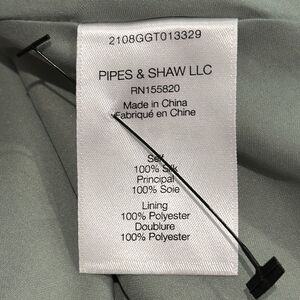 2108GGT013329
PIPES & SHAW LLC
RN155820
Made in China
Fabriqué en Chine
Self
100% Silk
Principal
100% Soie
Lining
100% Polyester
Doublure
100% Polyester